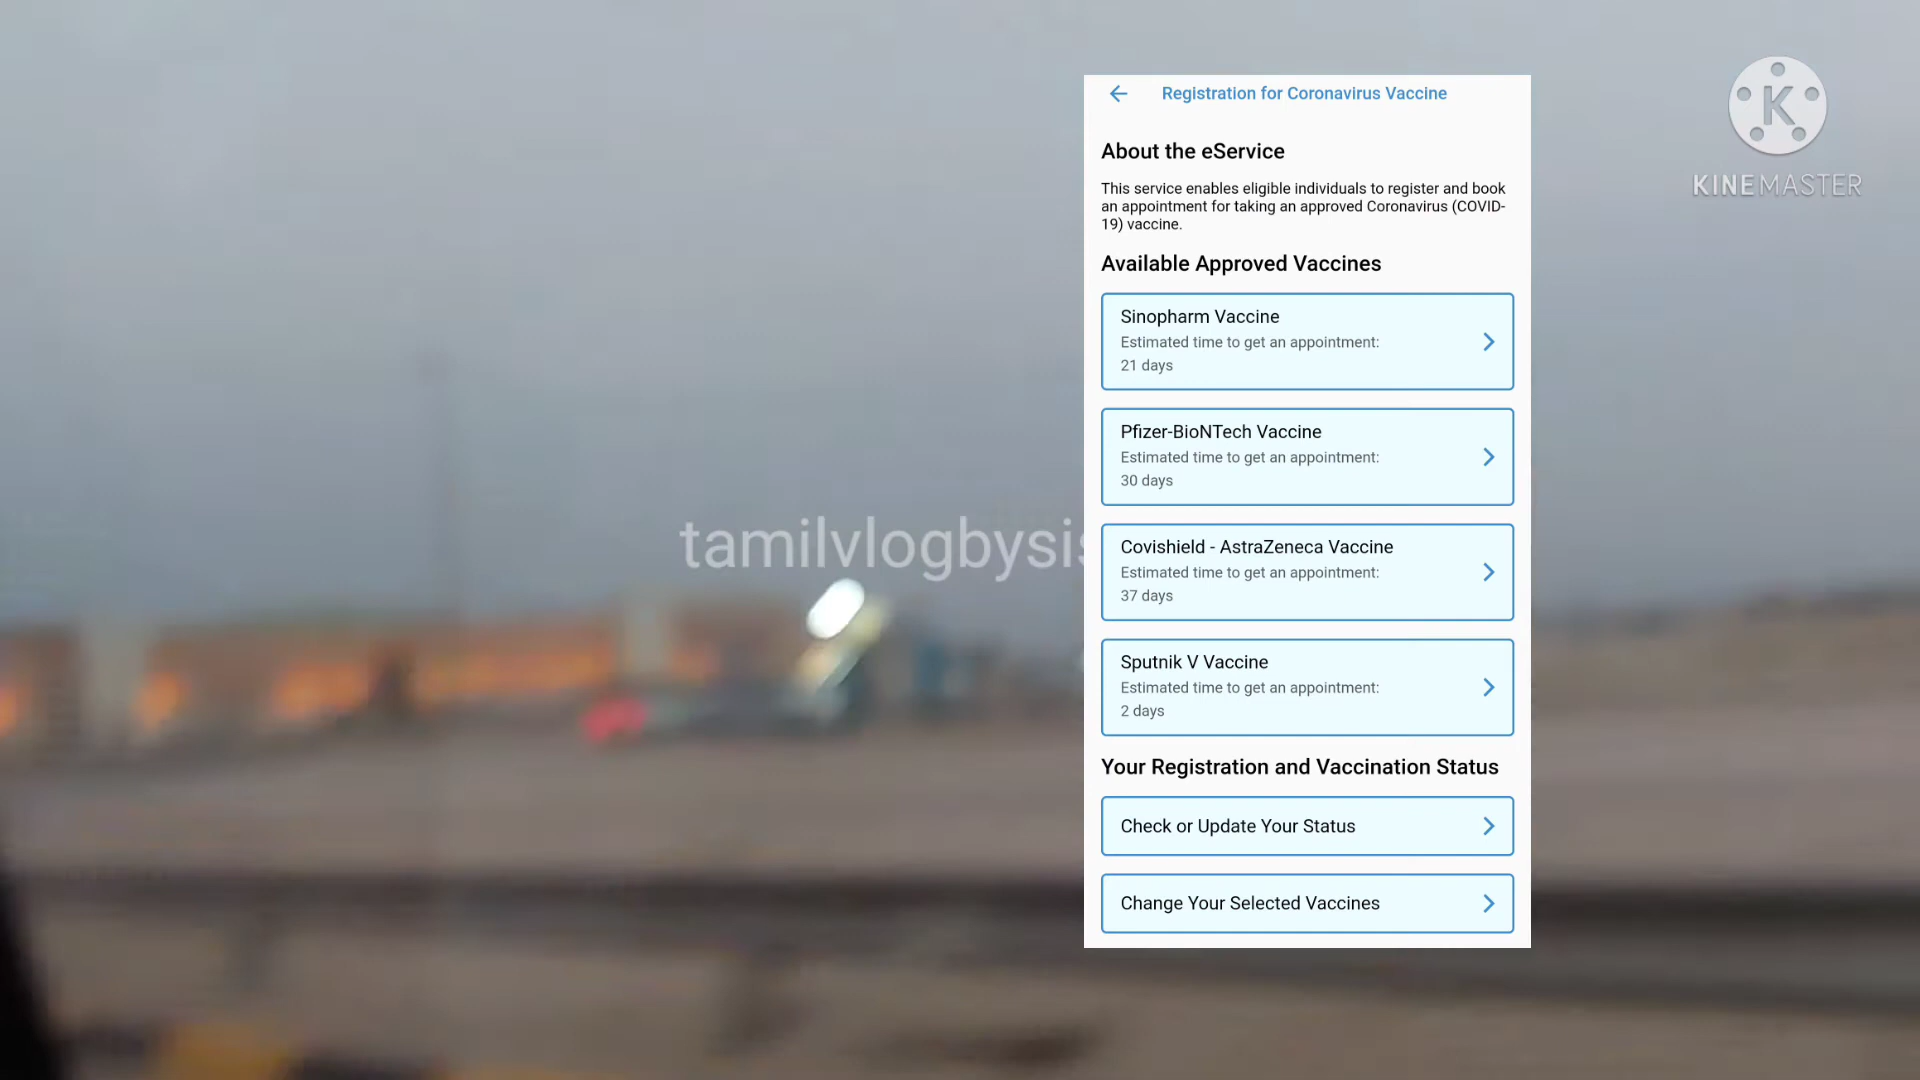 Registration for Coronavirus Vaccine
About the eService
This service enables eligible individuals to register and book
an appointment for taking an approved Coronavirus (COVID-
19) vaccine.
Available Approved Vaccines
Sinopharm Vaccine
Estimated time to get an appointment:
21 days
Pfizer-BioNTech Vaccine
Estimated time to get an appointment:
30 days
Covishield - AstraZeneca Vaccine
Estimated time to get an appointment:
37 days
Sputnik V Vaccine
Estimated time to get an appointment:
2 days
Your Registration and Vaccination Status
Check or Update Your Status
Change Your Selected Vaccines
K
KINEMASTER